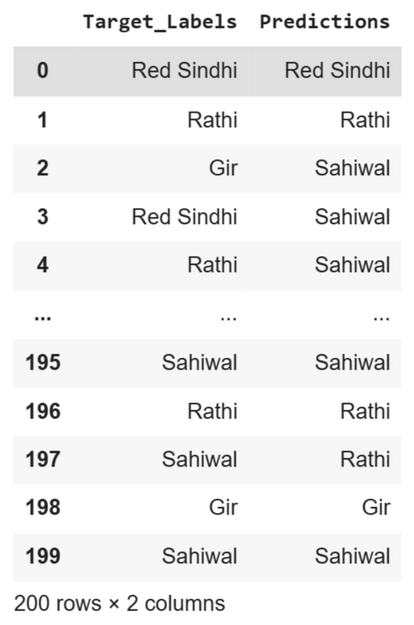 Target_Labels Predictions
0 Red Sindhi Red Sindhi
1 Rathi Rathi
2 Gir Sahiwal
3 Red Sindhi Sahiwal
4 Rathi Sahiwal
... ... ...
195 Sahiwal Sahiwal
196 Rathi Rathi
197 Sahiwal Rathi
198 Gir Gir
199 Sahiwal Sahiwal
200 rows × 2 columns